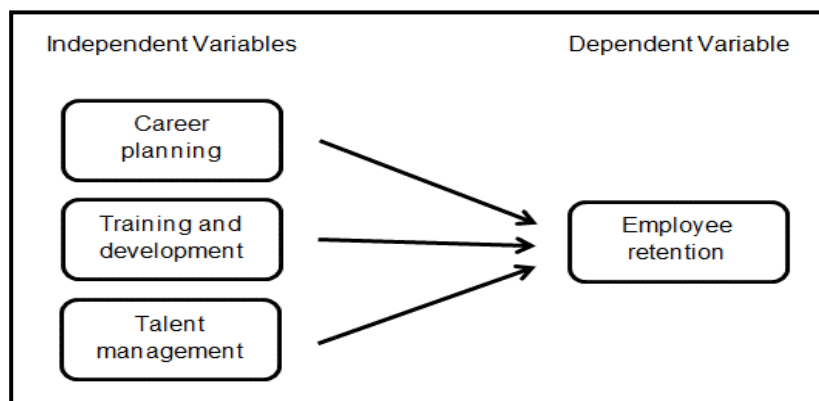 Independent Variables
Dependent Variable
Career
planning
Training and
development
Talent
management
Employee
retention